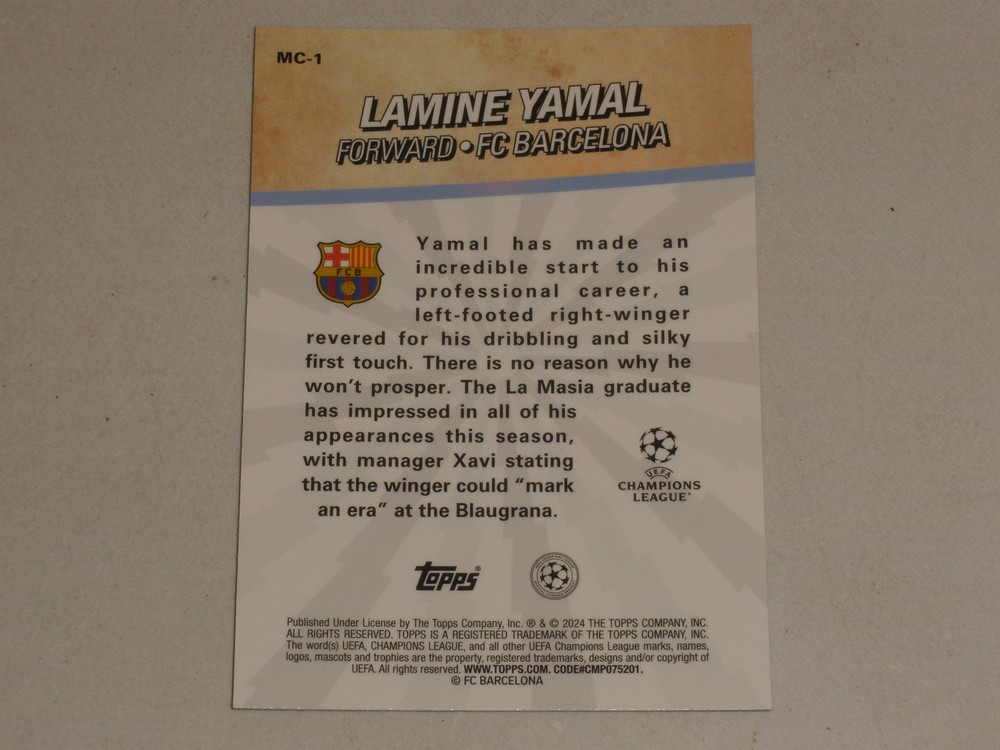 MC-1
LAMINE YAMAL
FORWARD • FC BARCELONA
FCB
Yamal has made an
incredible start to his
professional career, a
left-footed right-winger
revered for his dribbling and silky
first touch. There is no reason why he
won't prosper. The La Masia graduate
has impressed in all of his
appearances this season,
with manager Xavi stating
that the winger could “mark
an era” at the Blaugrana.
UEFA
CHAMPIONS
LEAGUE
topps®
Published Under License by The Topps Company, Inc. ® & © 2024 THE TOPPS COMPANY, INC.
ALL RIGHTS RESERVED. TOPPS IS A REGISTERED TRADEMARK OF THE TOPPS COMPANY, INC.
The word(s) UEFA, CHAMPIONS LEAGUE, and all other UEFA Champions League marks, names,
logos, mascots and trophies are the property, registered trademarks, designs and/or copyright of
UEFA. All rights reserved. WWW.TOPPS.COM. CODE#CMP075201.
© FC BARCELONA